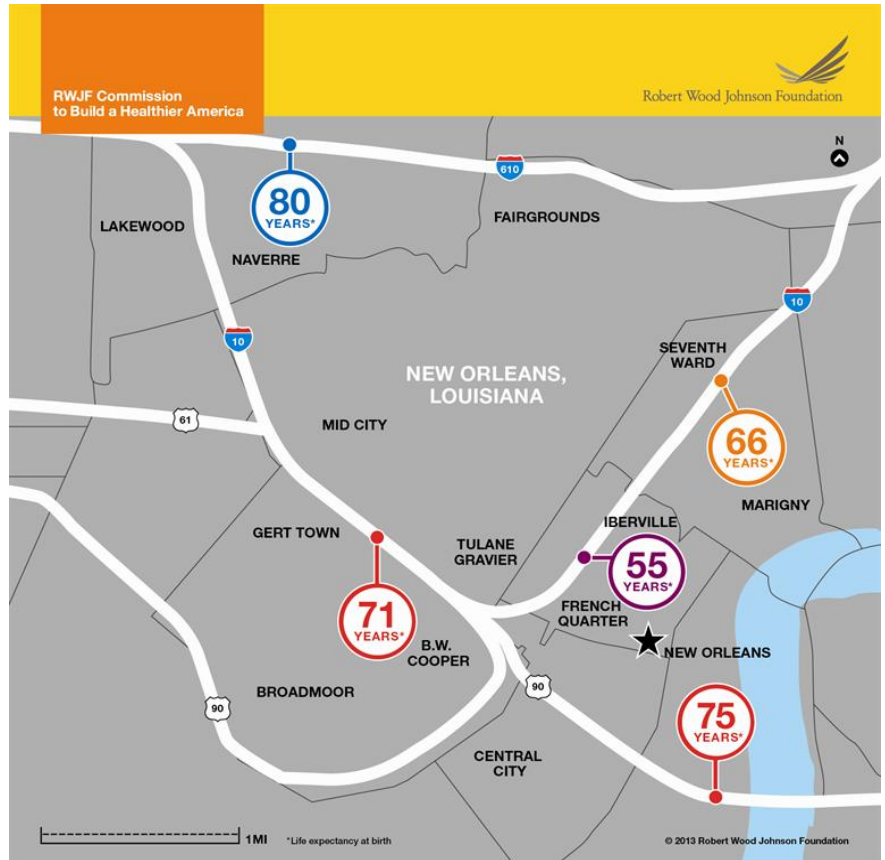 RWJF Commission
to Build a Healthier America
Robert Wood Johnson Foundation
N
610
80
YEARS*
LAKEWOOD
FAIRGROUNDS
NAVERRE
10
10
SEVENTH
WARD
NEW ORLEANS,
LOUISIANA
61
MID CITY
66
YEARS*
MARIGNY
GERT TOWN
IBERVILLE
TULANE
GRAVIER
55
YEARS*
71
YEARS*
FRENCH
QUARTER
B.W.
COOPER
NEW ORLEANS
90
BROADMOOR
90
75
YEARS*
CENTRAL
CITY
1MI
*Life expectancy at birth
© 2013 Robert Wood Johnson Foundation